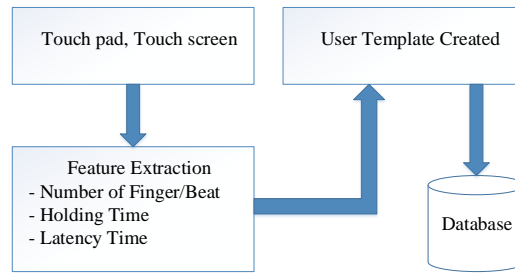 Touch pad, Touch screen
User Template Created
Feature Extraction
- Number of Finger/Beat
- Holding Time
- Latency Time
Database